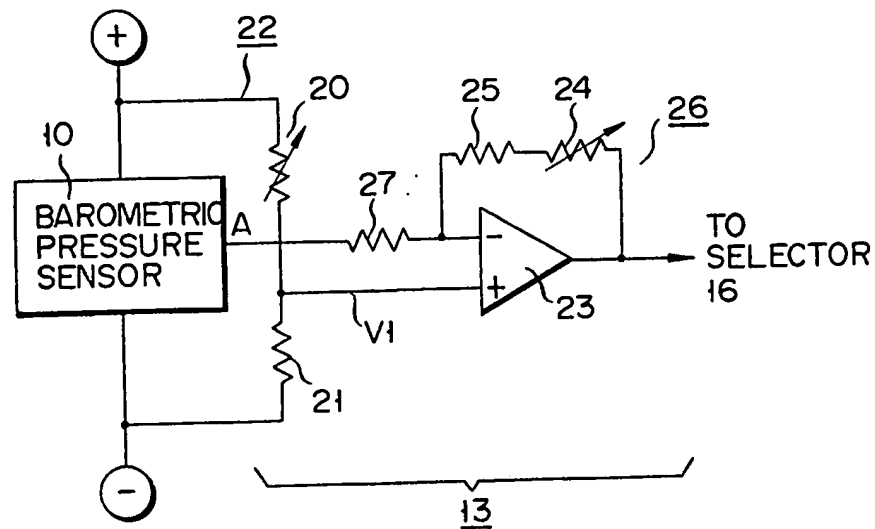 +
22
20
25
24
26
10
BAROMETRIC
PRESSURE
SENSOR
A
27
-
+
23
TO
SELECTOR
16
V1
21
-
13